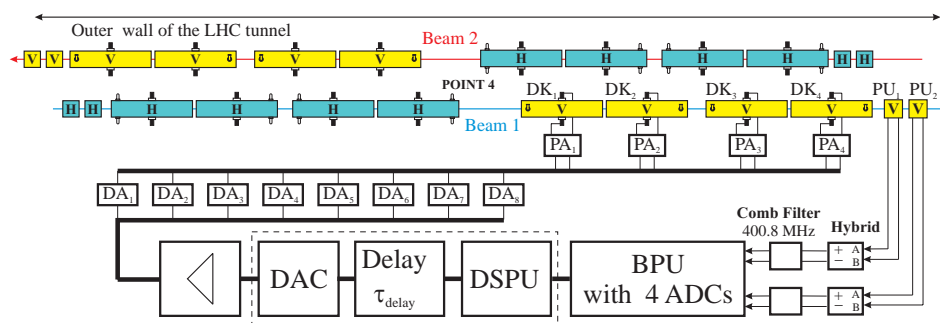 Outer wall of the LHC tunnel
V V V V V V Beam 2 H H H H H H
POINT 4 DK₁ DK₂ DK₃ DK₄ PU₁ PU₂
H H H H H H Beam 1 V V V V V V
PA₁ PA₂ PA₃ PA₄
DA₁ DA₂ DA₃ DA₄ DA₅ DA₆ DA₇ DA₈
Comb Filter Hybrid
400.8 MHz
+ A
− B
DAC
Delay
τdelay
DSPU
BPU
with 4 ADCs
+ A
− B